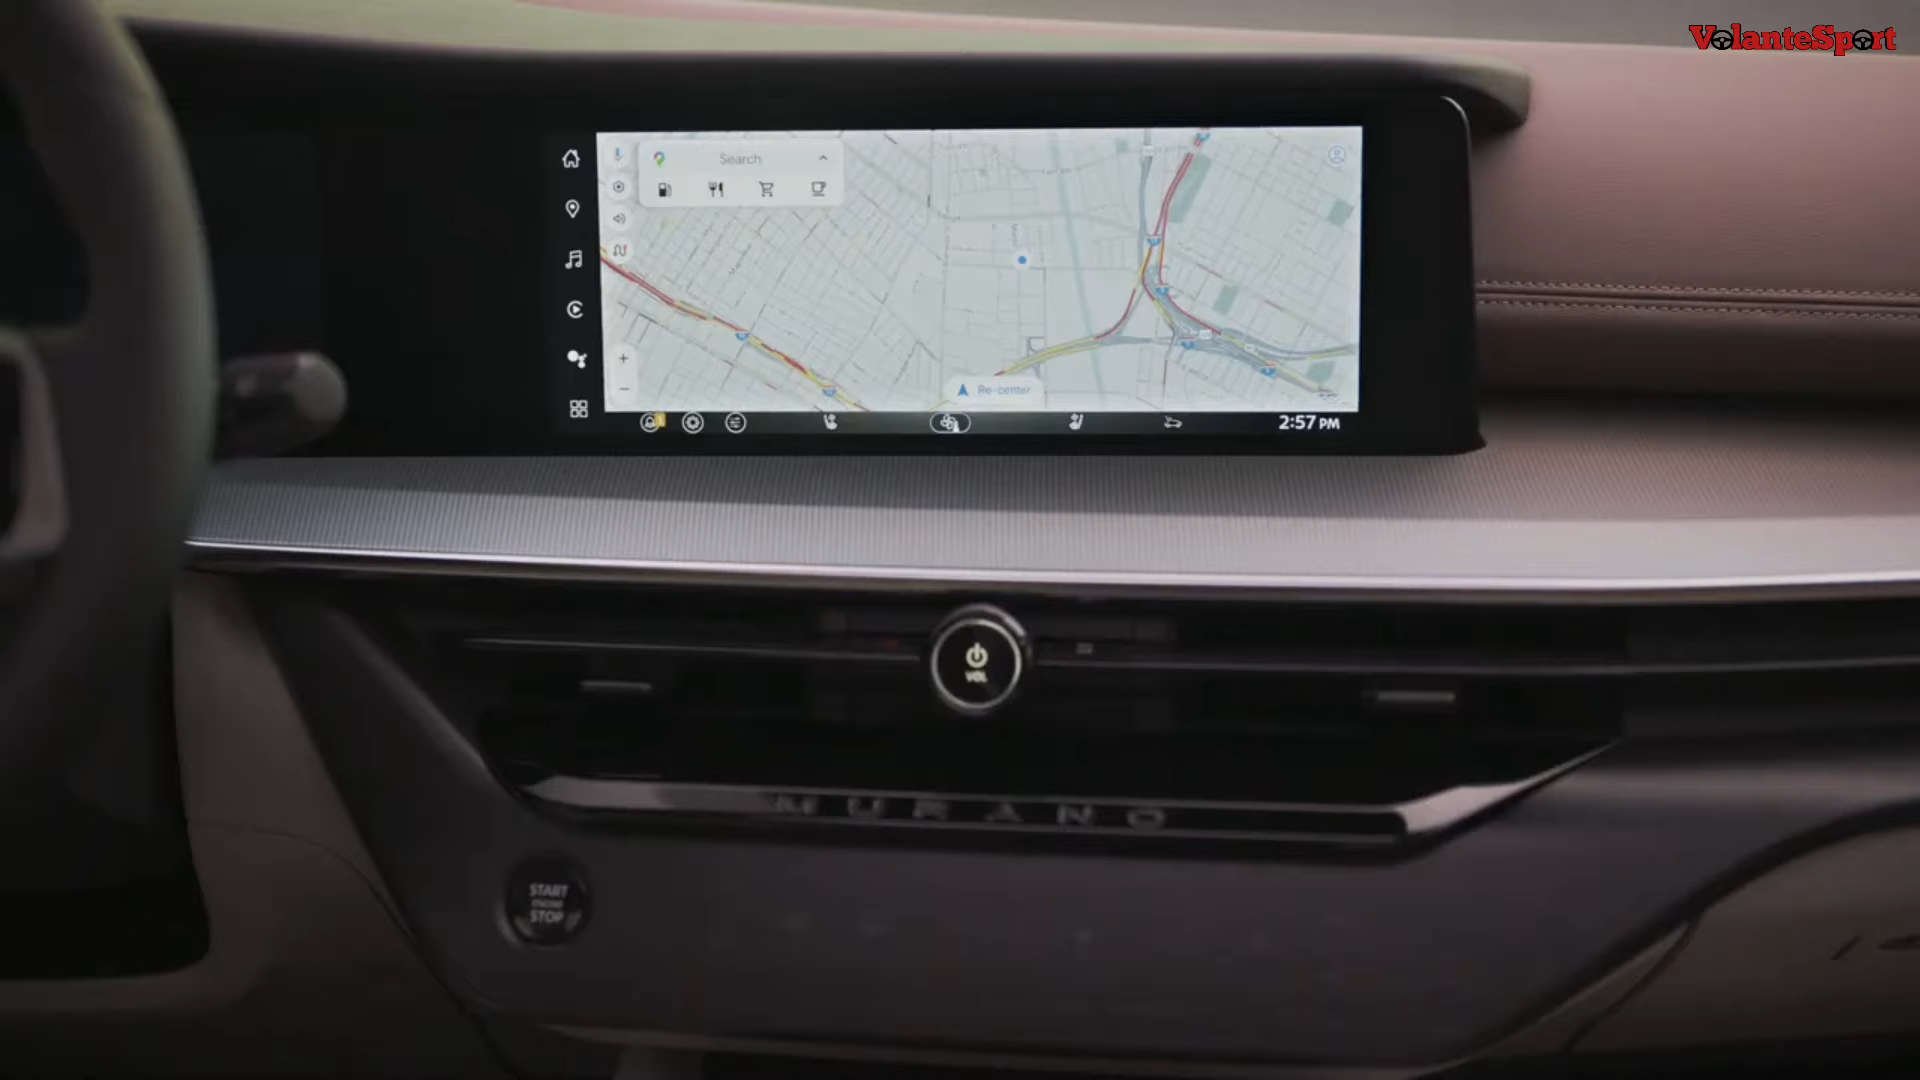 VolanteSport
Search
Re-center
2:57 PM
VOL
MURANO
START
STOP